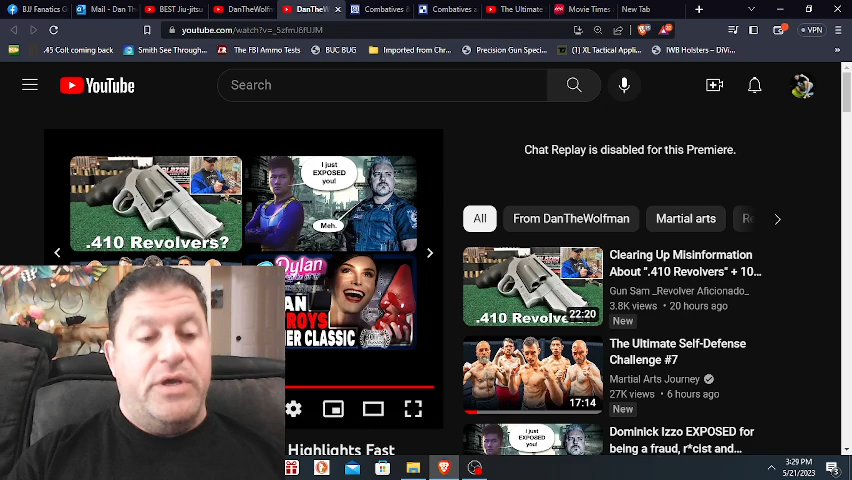 BJJ Fanatics G
Mail - Dan Th
BEST Jiu-jitsu
DanTheWolfm
DanTheW
Combatives &
Combatives a
The Ultimate
Movie Times
New Tab
youtube.com/watch?v=_5zfmJ6fUJM
VPN
.45 Colt coming back
Smith See Through...
The FBI Ammo Tests
BUC BUG
Imported from Chr...
Precision Gun Speci...
(1) XL Tactical Appli...
IWB Holsters – DiVi...
YouTube
Search
Chat Replay is disabled for this Premiere.
All
From DanTheWolfman
Martial arts
.410 Revolvers?
I just
EXPOSED
you!
Meh.
Dylan
Clearing Up Misinformation
About ".410 Revolvers" + 10...
Gun Sam _Revolver Aficionado_
3.8K views • 20 hours ago
New
22:20
The Ultimate Self-Defense
Challenge #7
Martial Arts Journey
27K views • 6 hours ago
New
17:14
I just
EXPOSED
you!
Dominick Izzo EXPOSED for
being a fraud, r*cist and...
Highlights Fast
3:29 PM
5/21/2023